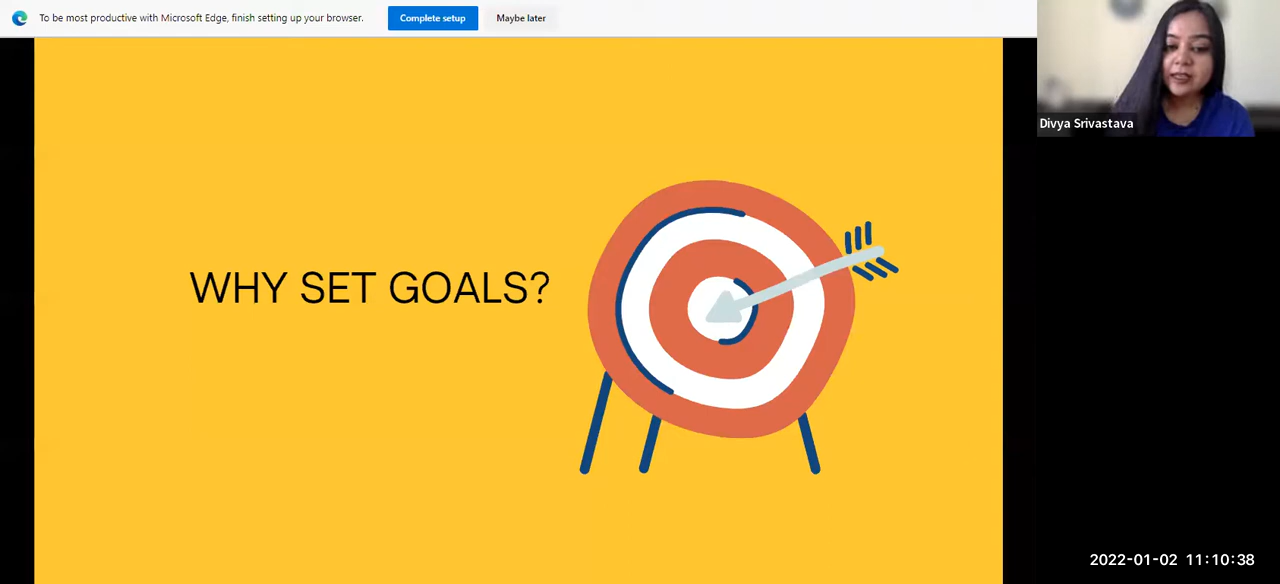 To be most productive with Microsoft Edge, finish setting up your browser. Complete setup Maybe later
Divya Srivastava
WHY SET GOALS?
2022-01-02 11:10:38